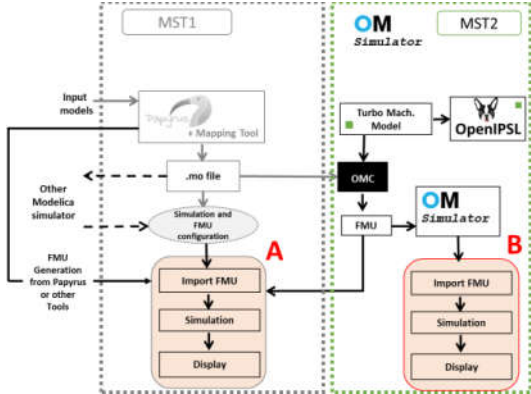 MST1
OM
Simulator
MST2
Input
models
Papyrus
+ Mapping Tool
Turbo Mach.
Model
OpenIPSL
.mo file
OMC
Other
Modelica
simulator
Simulation and
FMU
configuration
FMU
OM
Simulator
A
B
FMU
Generation
from Papyrus
or other
Tools
Import FMU
Simulation
Display
Import FMU
Simulation
Display